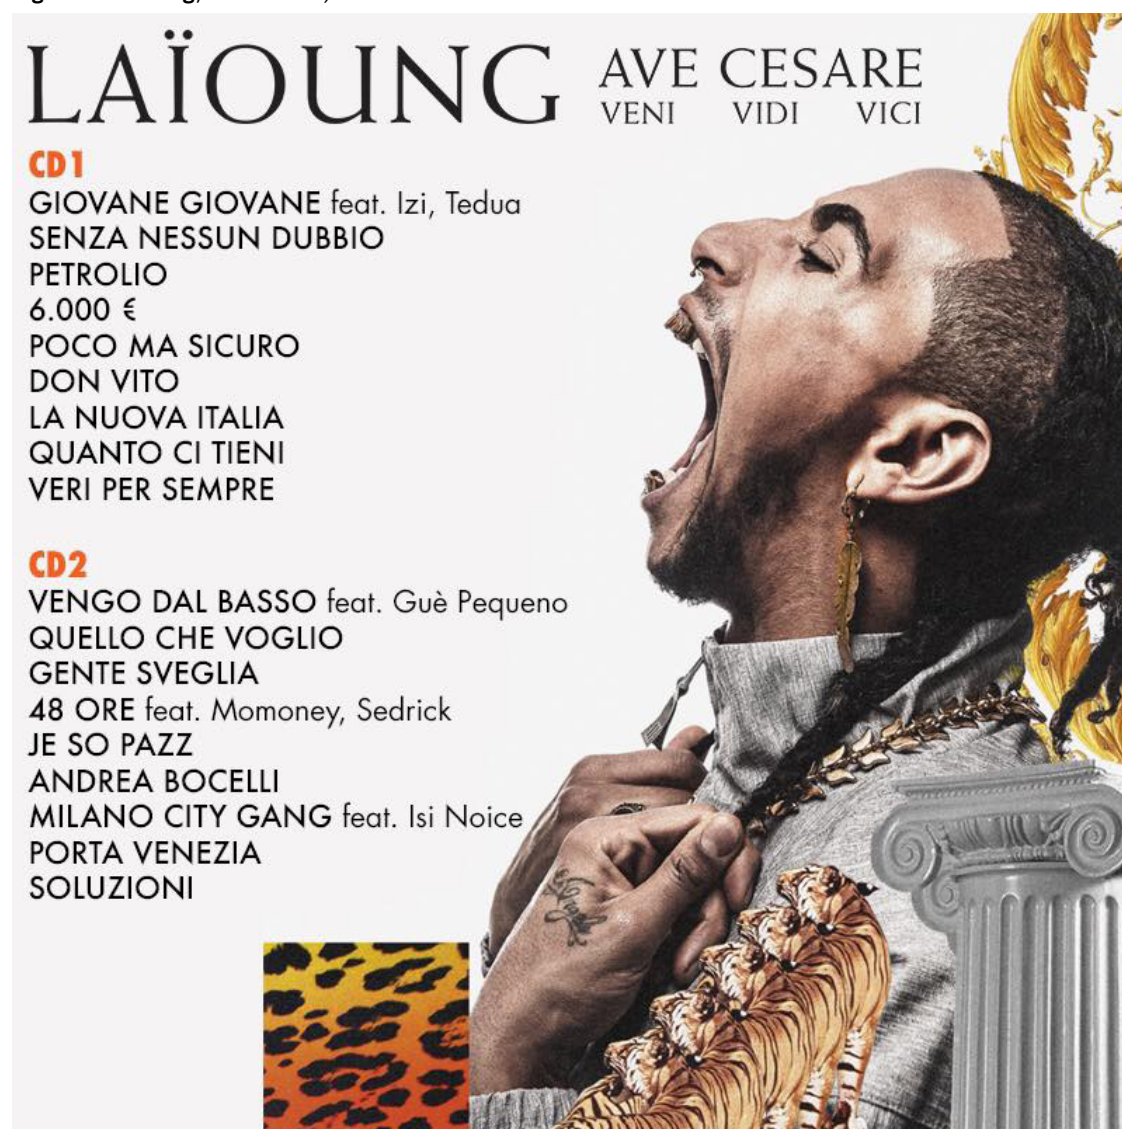 LAÏOUNG
AVE CESARE
VENI VIDI VICI
CD1
GIOVANE GIOVANE feat. Izi, Tedua
SENZA NESSUN DUBBIO
PETROLIO
6.000 €
POCO MA SICURO
DON VITO
LA NUOVA ITALIA
QUANTO CI TIENI
VERI PER SEMPRE
CD2
VENGO DAL BASSO feat. Guè Pequeno
QUELLO CHE VOGLIO
GENTE SVEGLIA
48 ORE feat. Momoney, Sedrick
JE SO PAZZ
ANDREA BOCELLI
MILANO CITY GANG feat. Isi Noice
PORTA VENEZIA
SOLUZIONI